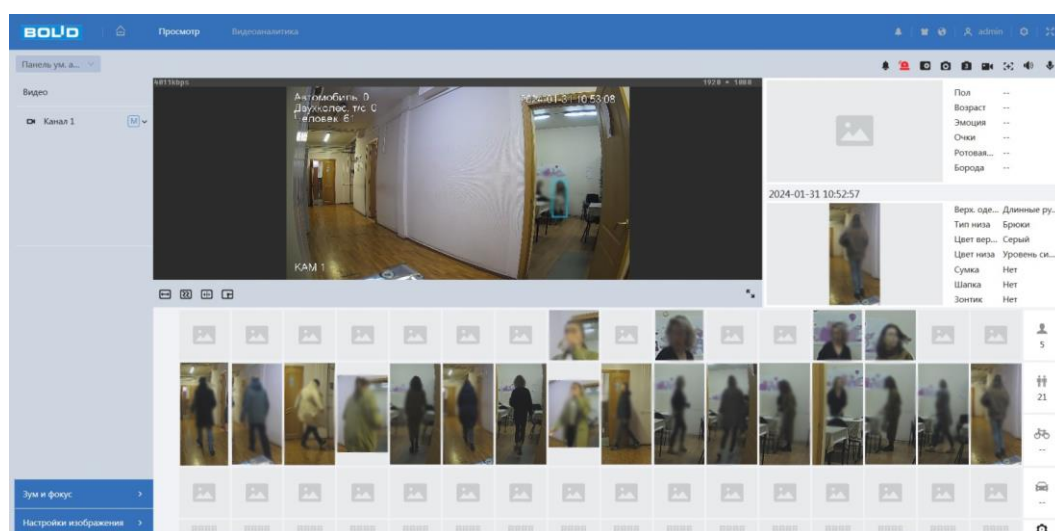 BOLID Просмотр Видеоаналитика admin
Панель ум. а...
Видео
Канал 1 M
4011kbps 1920 * 1080
Автомобиль 0 2024-01-31 10:53:08
Двухколес. т/с 0
Человек 6
КАМ 1
Пол --
Возраст --
Эмоция --
Очки --
Ротовая... --
Борода --
2024-01-31 10:52:57
Верх. оде... Длинные ру...
Тип низа Брюки
Цвет вер... Серый
Цвет низа Уровень си...
Сумка Нет
Шапка Нет
Зонтик Нет
5
21
--
--
Зум и фокус
Настройки изображения